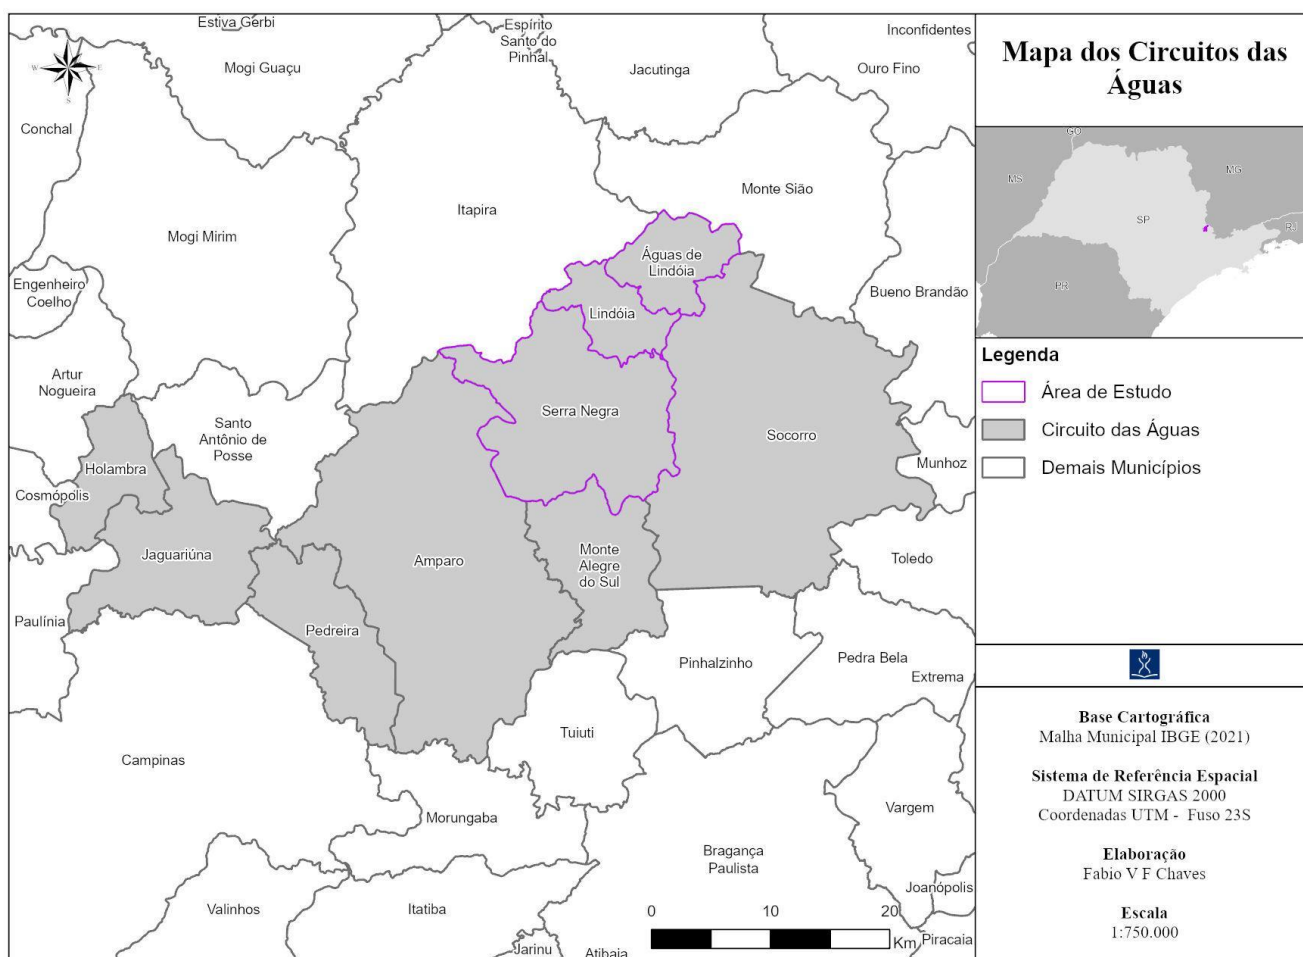 Estiva Gerbi
Espírito
Santo do
Pinhal
Inconfidentes
Mogi Guaçu
Jacutinga
Ouro Fino
W
E
S
Conchal
Monte Sião
Itapira
Mogi Mirim
Águas de
Lindóia
Engenheiro
Coelho
Bueno Brandão
Lindóia
Artur
Nogueira
Serra Negra
Santo
Antônio de
Posse
Socorro
Holambra
Munhoz
Cosmópolis
Jaguariúna
Amparo
Monte
Alegre
do Sul
Toledo
Paulínia
Pedreira
Pinhalzinho
Pedra Bela
Extrema
Tuiuti
Campinas
Vargem
Morungaba
Bragança
Paulista
Joanópolis
Valinhos
Itatiba
0 10 20
Km
Piracaia
Jarinu
Atibaia
Mapa dos Circuitos das
Águas
GO
MS
MG
SP
RJ
PR
Legenda
Área de Estudo
Circuito das Águas
Demais Municípios
Base Cartográfica
Malha Municipal IBGE (2021)
Sistema de Referência Espacial
DATUM SIRGAS 2000
Coordenadas UTM - Fuso 23S
Elaboração
Fabio V F Chaves
Escala
1:750.000